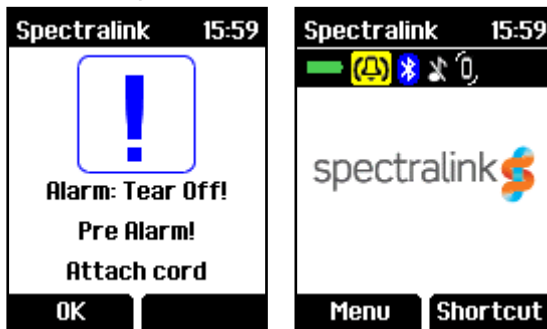 Spectralink 15:59
!
Alarm: Tear Off!
Pre Alarm!
Attach cord
OK
Spectralink 15:59
spectralink
Menu Shortcut